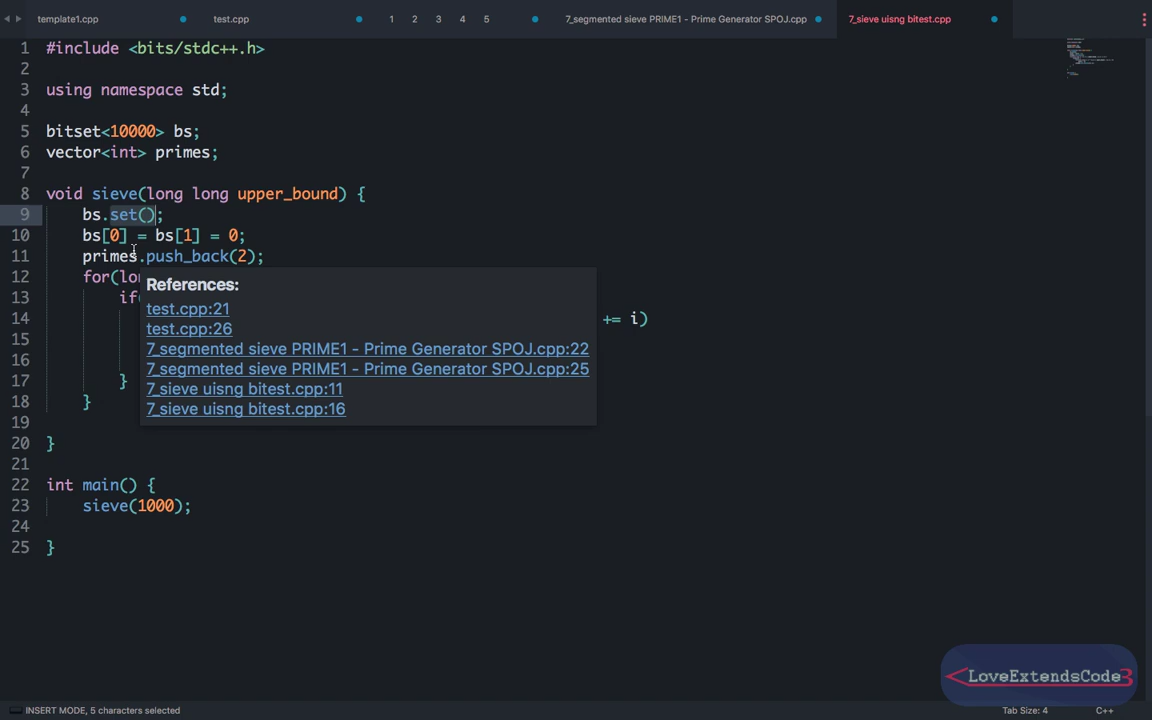 template1.cpp test.cpp 1 2 3 4 5 7_segmented sieve PRIME1 - Prime Generator SPOJ.cpp 7_sieve uisng bitest.cpp
1 #include <bits/stdc++.h>
2
3 using namespace std;
4
5 bitset<10000> bs;
6 vector<int> primes;
7
8 void sieve(long long upper_bound) {
9 bs.set();
10 bs[0] = bs[1] = 0;
11 primes.push_back(2);
12 for(lon
13 if(
14 += i)
15
16
17 }
18 }
19
20 }
21
22 int main() {
23 sieve(1000);
24
25 }
References:
test.cpp:21
test.cpp:26
7_segmented sieve PRIME1 - Prime Generator SPOJ.cpp:22
7_segmented sieve PRIME1 - Prime Generator SPOJ.cpp:25
7_sieve uisng bitest.cpp:11
7_sieve uisng bitest.cpp:16
<LoveExtendsCode3
INSERT MODE, 5 characters selected Tab Size: 4 C++